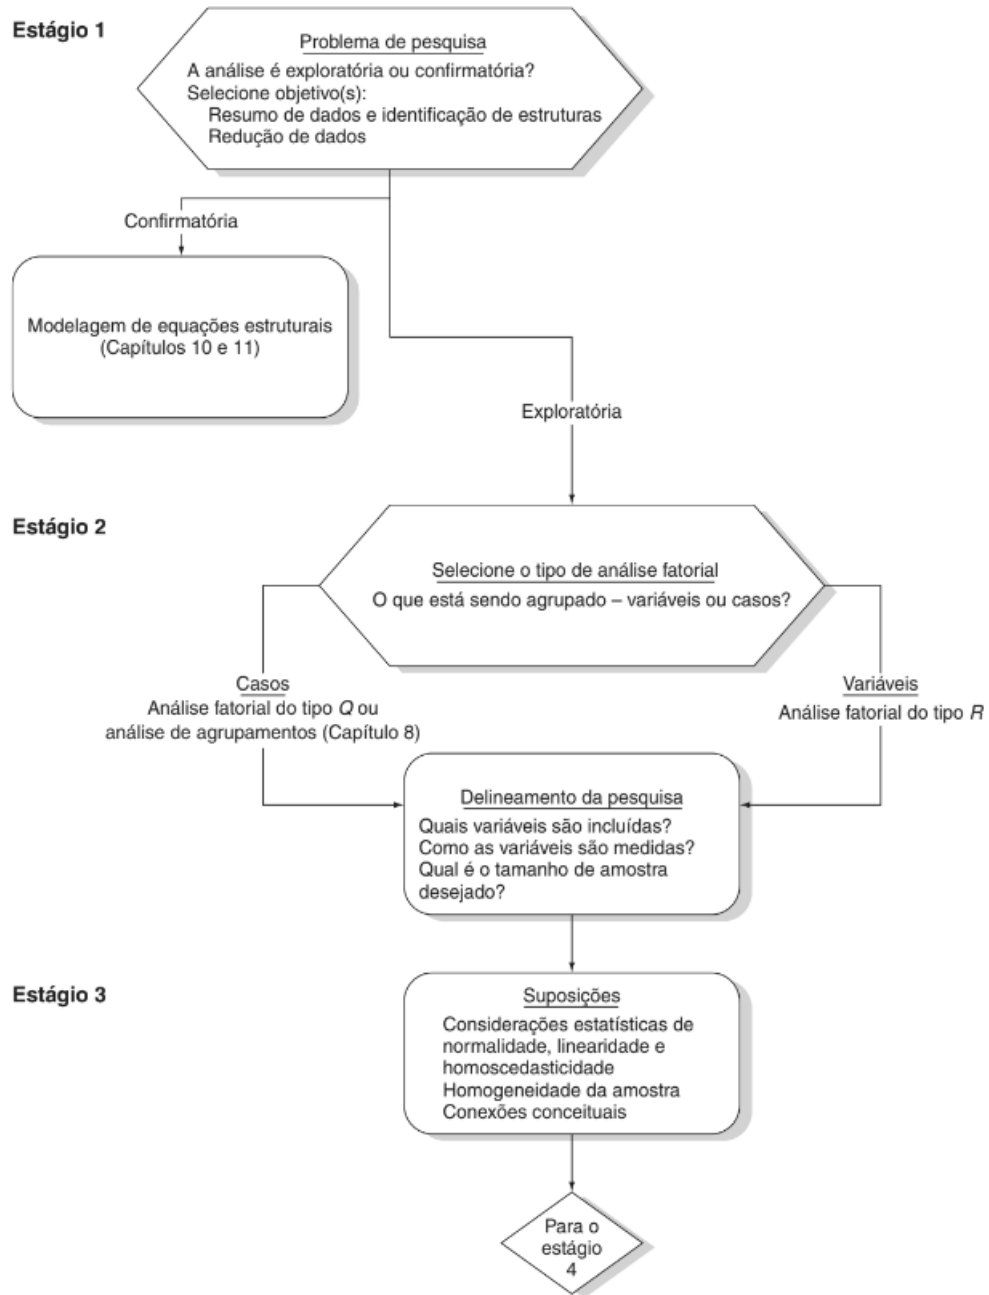 Estágio 1
Problema de pesquisa
A análise é exploratória ou confirmatória?
Selecione objetivo(s):
Resumo de dados e identificação de estruturas
Redução de dados
Confirmatória
Modelagem de equações estruturais
(Capítulos 10 e 11)
Exploratória
Estágio 2
Selecione o tipo de análise fatorial
O que está sendo agrupado – variáveis ou casos?
Casos
Análise fatorial do tipo Q ou
análise de agrupamentos (Capítulo 8)
Variáveis
Análise fatorial do tipo R
Delineamento da pesquisa
Quais variáveis são incluídas?
Como as variáveis são medidas?
Qual é o tamanho de amostra
desejado?
Estágio 3
Suposições
Considerações estatísticas de
normalidade, linearidade e
homoscedasticidade
Homogeneidade da amostra
Conexões conceituais
Para o
estágio
4